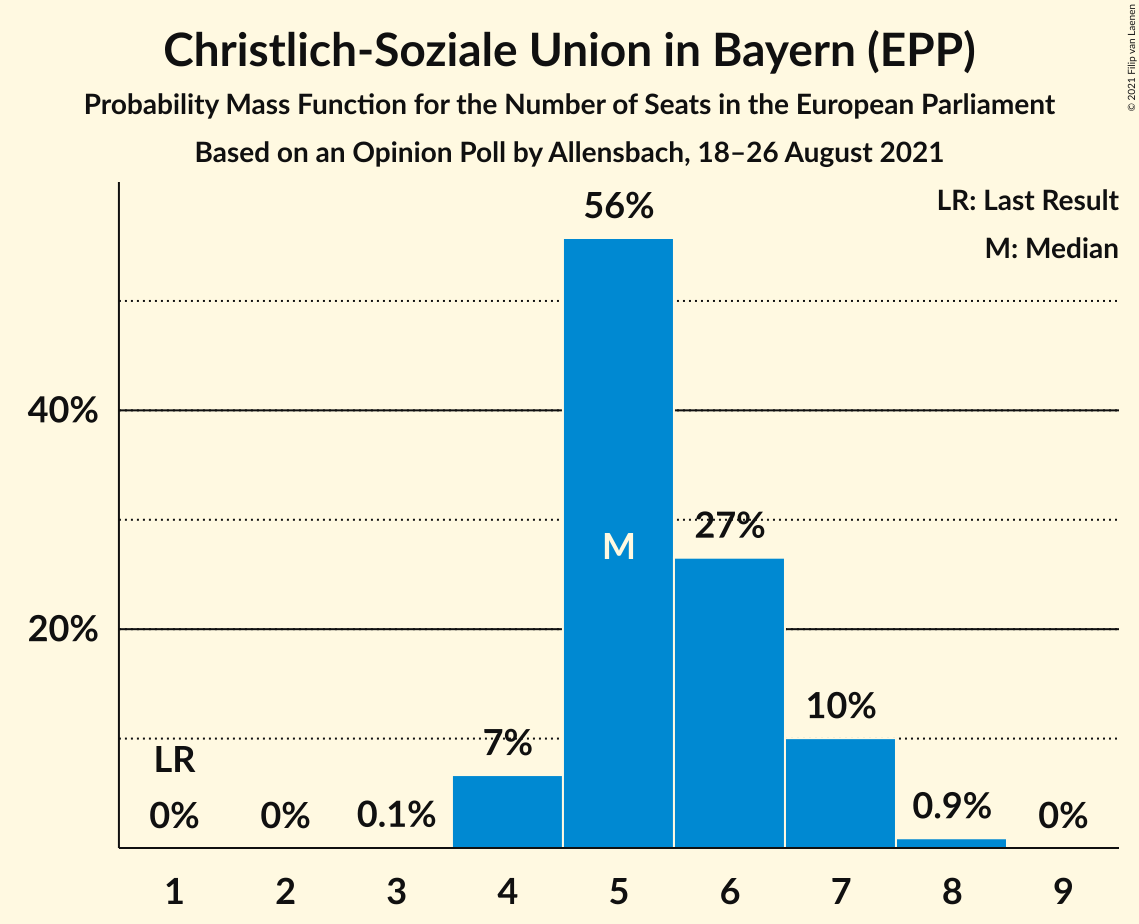 Christlich-Soziale Union in Bayern (EPP)
Probability Mass Function for the Number of Seats in the European Parliament
Based on an Opinion Poll by Allensbach, 18–26 August 2021
© 2021 Filip van Laenen
LR: Last Result
M: Median
56%
40%
27%
M
20%
10%
7%
LR
0%
0%
0.1%
0.9%
0%
1 2 3 4 5 6 7 8 9